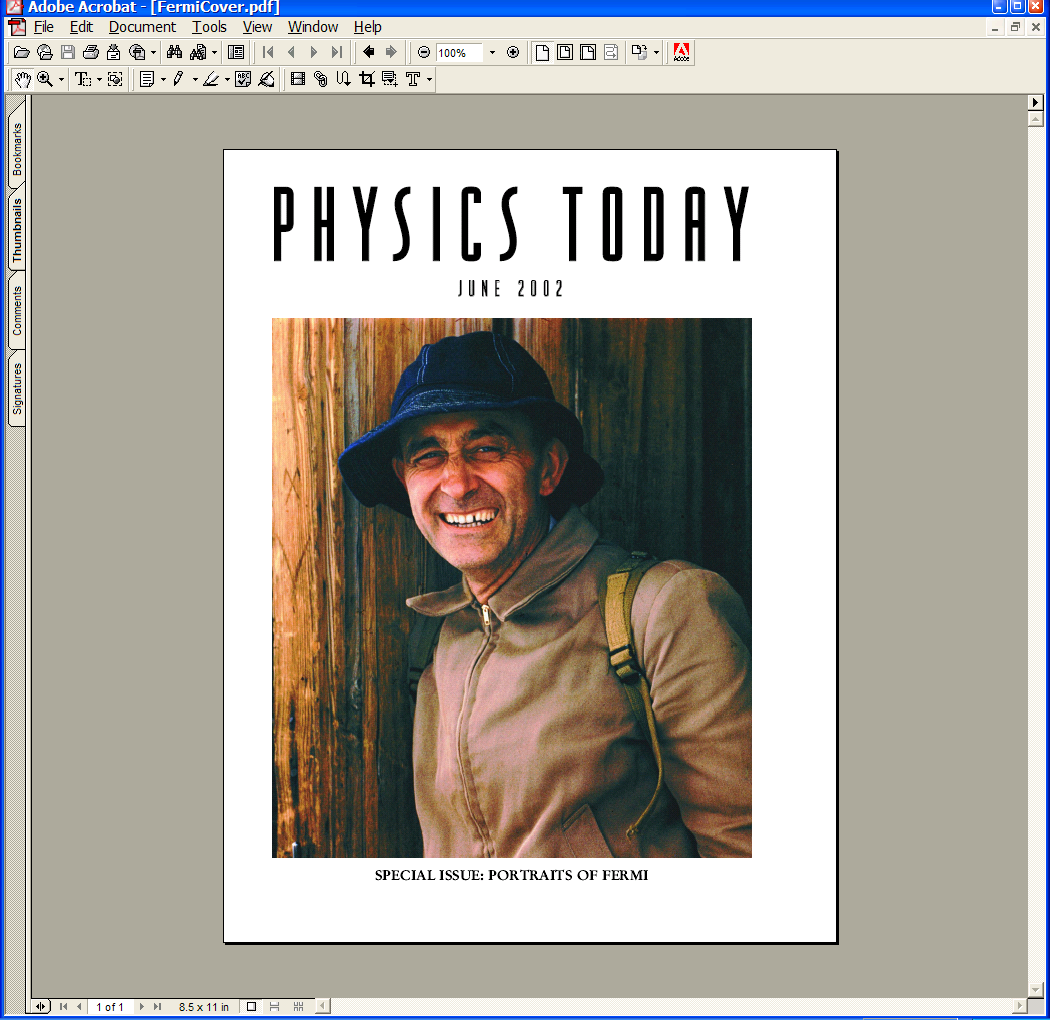 Adobe Acrobat - [FermiCover.pdf]
File Edit Document Tools View Window Help
100%
Adobe
Bookmarks
Thumbnails
Comments
Signatures
PHYSICS TODAY
JUNE 2002
SPECIAL ISSUE: PORTRAITS OF FERMI
1 of 1 8.5 x 11 in